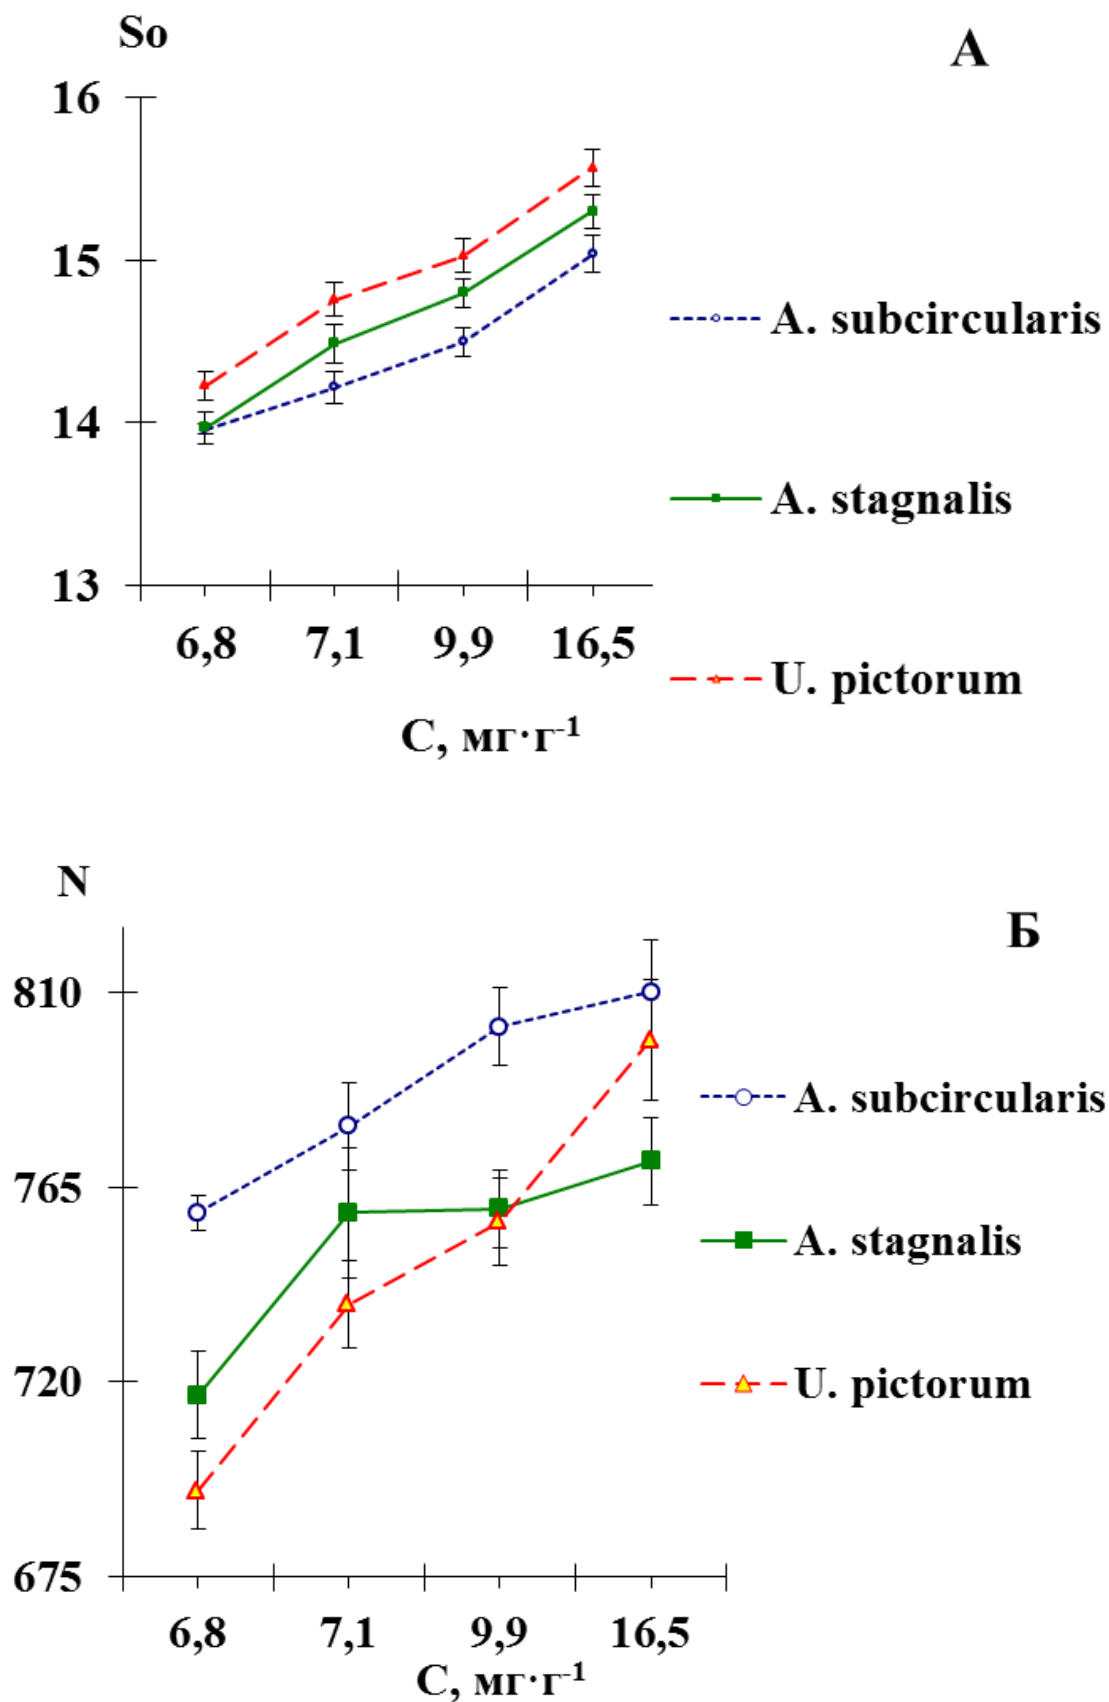 So
А
16
15
14
13
6,8 7,1 9,9 16,5
С, мг·г⁻¹
A. subcircularis
A. stagnalis
U. pictorum
N
Б
810
765
720
675
6,8 7,1 9,9 16,5
С, мг·г⁻¹
A. subcircularis
A. stagnalis
U. pictorum